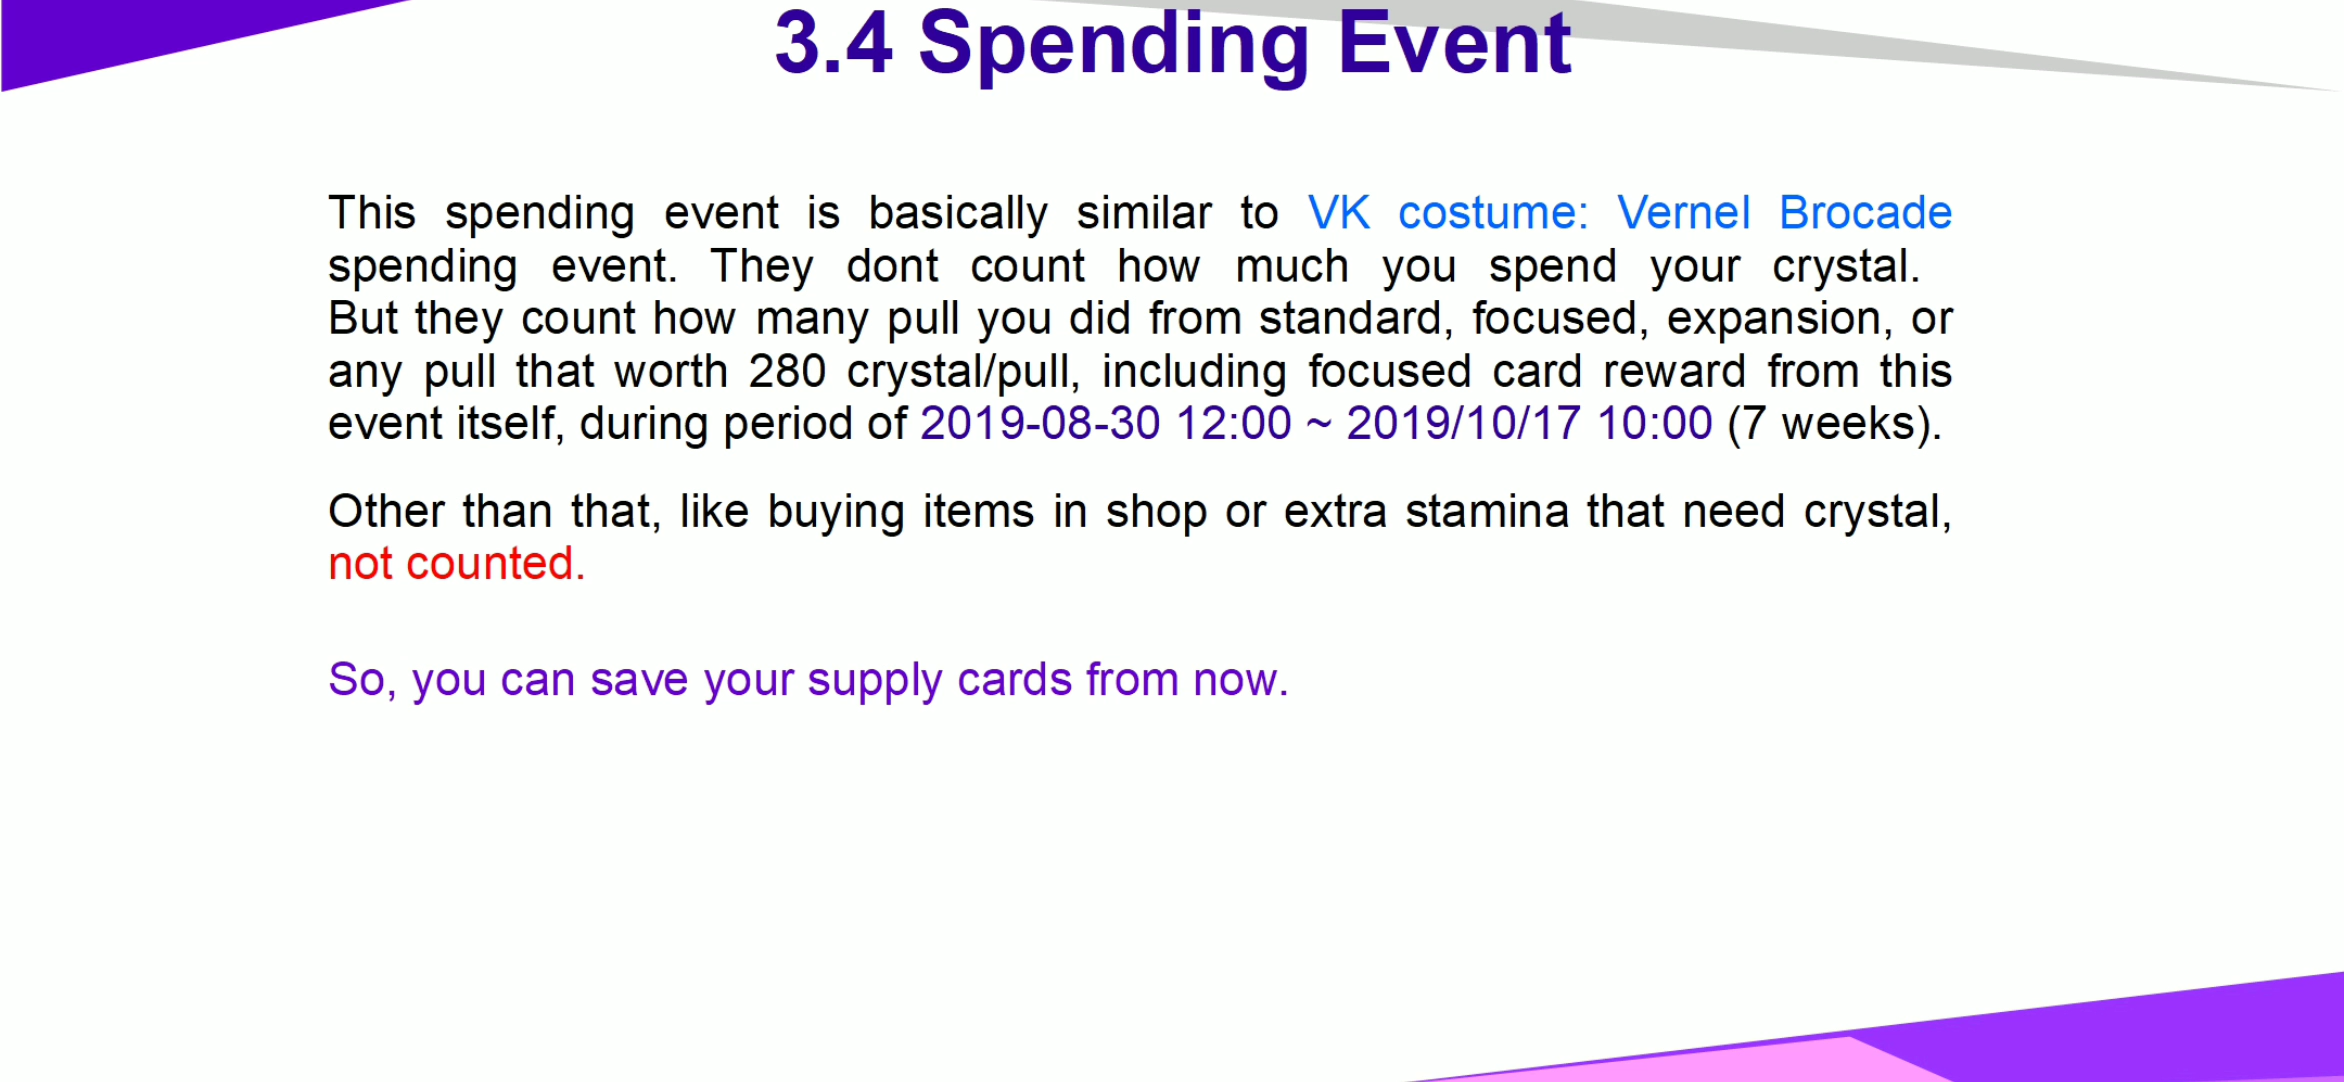 3.4 Spending Event
This spending event is basically similar to VK costume: Vernel Brocade
spending event. They dont count how much you spend your crystal.
But they count how many pull you did from standard, focused, expansion, or
any pull that worth 280 crystal/pull, including focused card reward from this
event itself, during period of 2019-08-30 12:00 ~ 2019/10/17 10:00 (7 weeks).
Other than that, like buying items in shop or extra stamina that need crystal,
not counted.
So, you can save your supply cards from now.